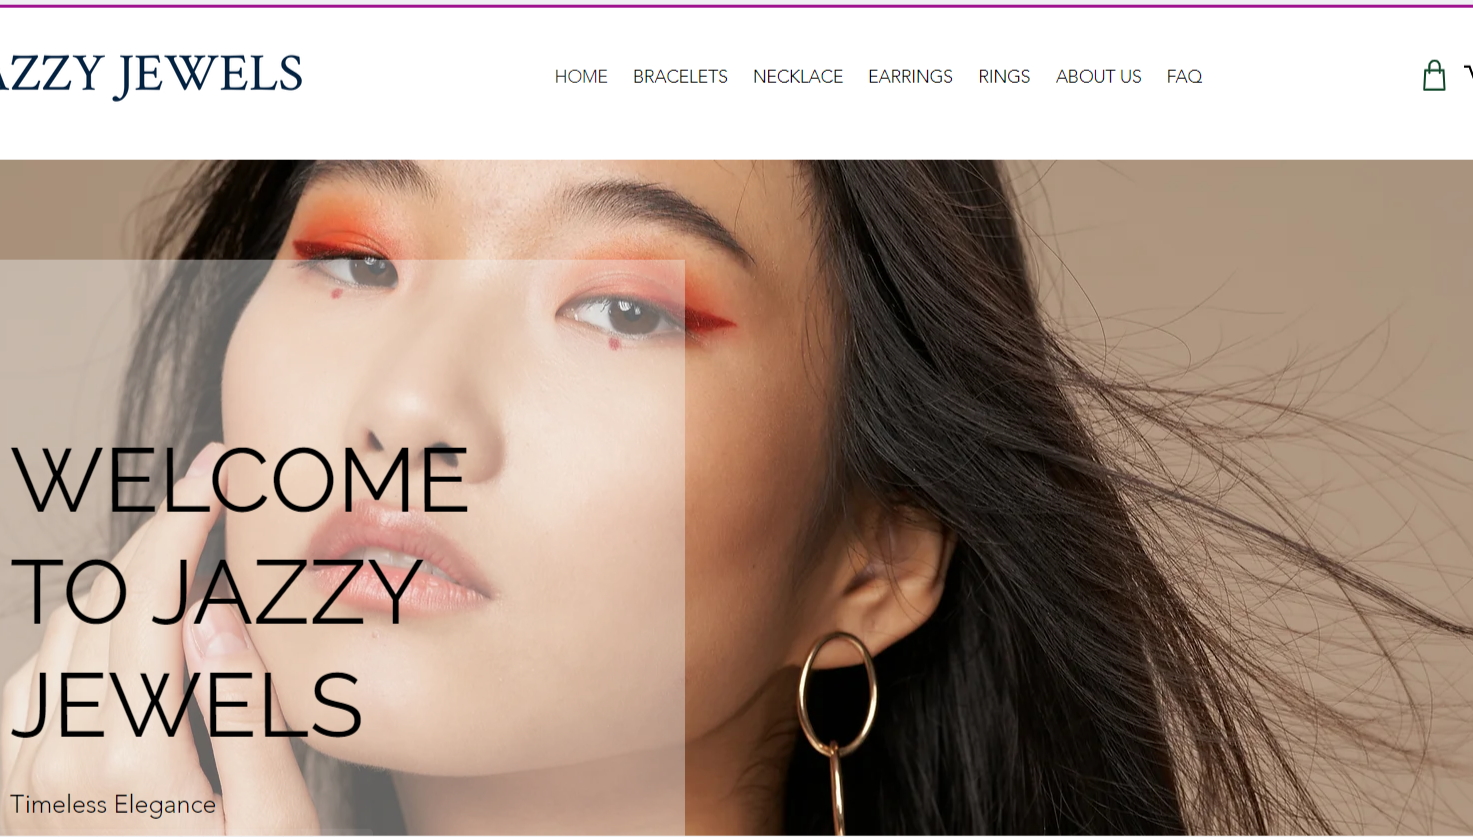 AZZY JEWELS
HOME BRACELETS NECKLACE EARRINGS RINGS ABOUT US FAQ
WELCOME
TO JAZZY
JEWELS
Timeless Elegance